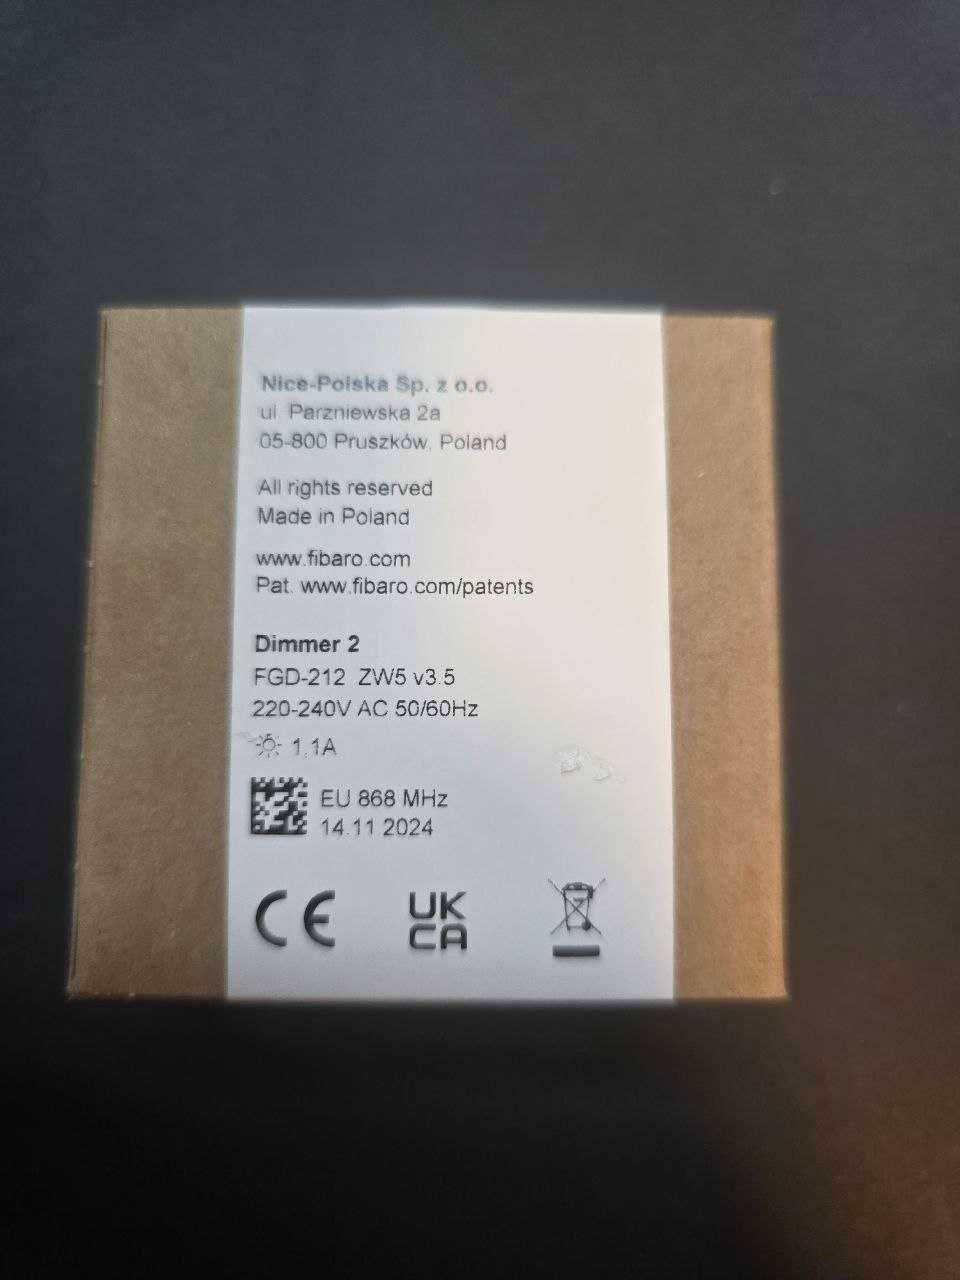 Nice-Polska Sp. z o.o.
ul. Parzniewska 2a
05-800 Pruszków, Poland
All rights reserved
Made in Poland
www.fibaro.com
Pat. www.fibaro.com/patents
Dimmer 2
FGD-212 ZW5 v3.5
220-240V AC 50/60Hz
1.1A
EU 868 MHz
14.11.2024
CE UK CA